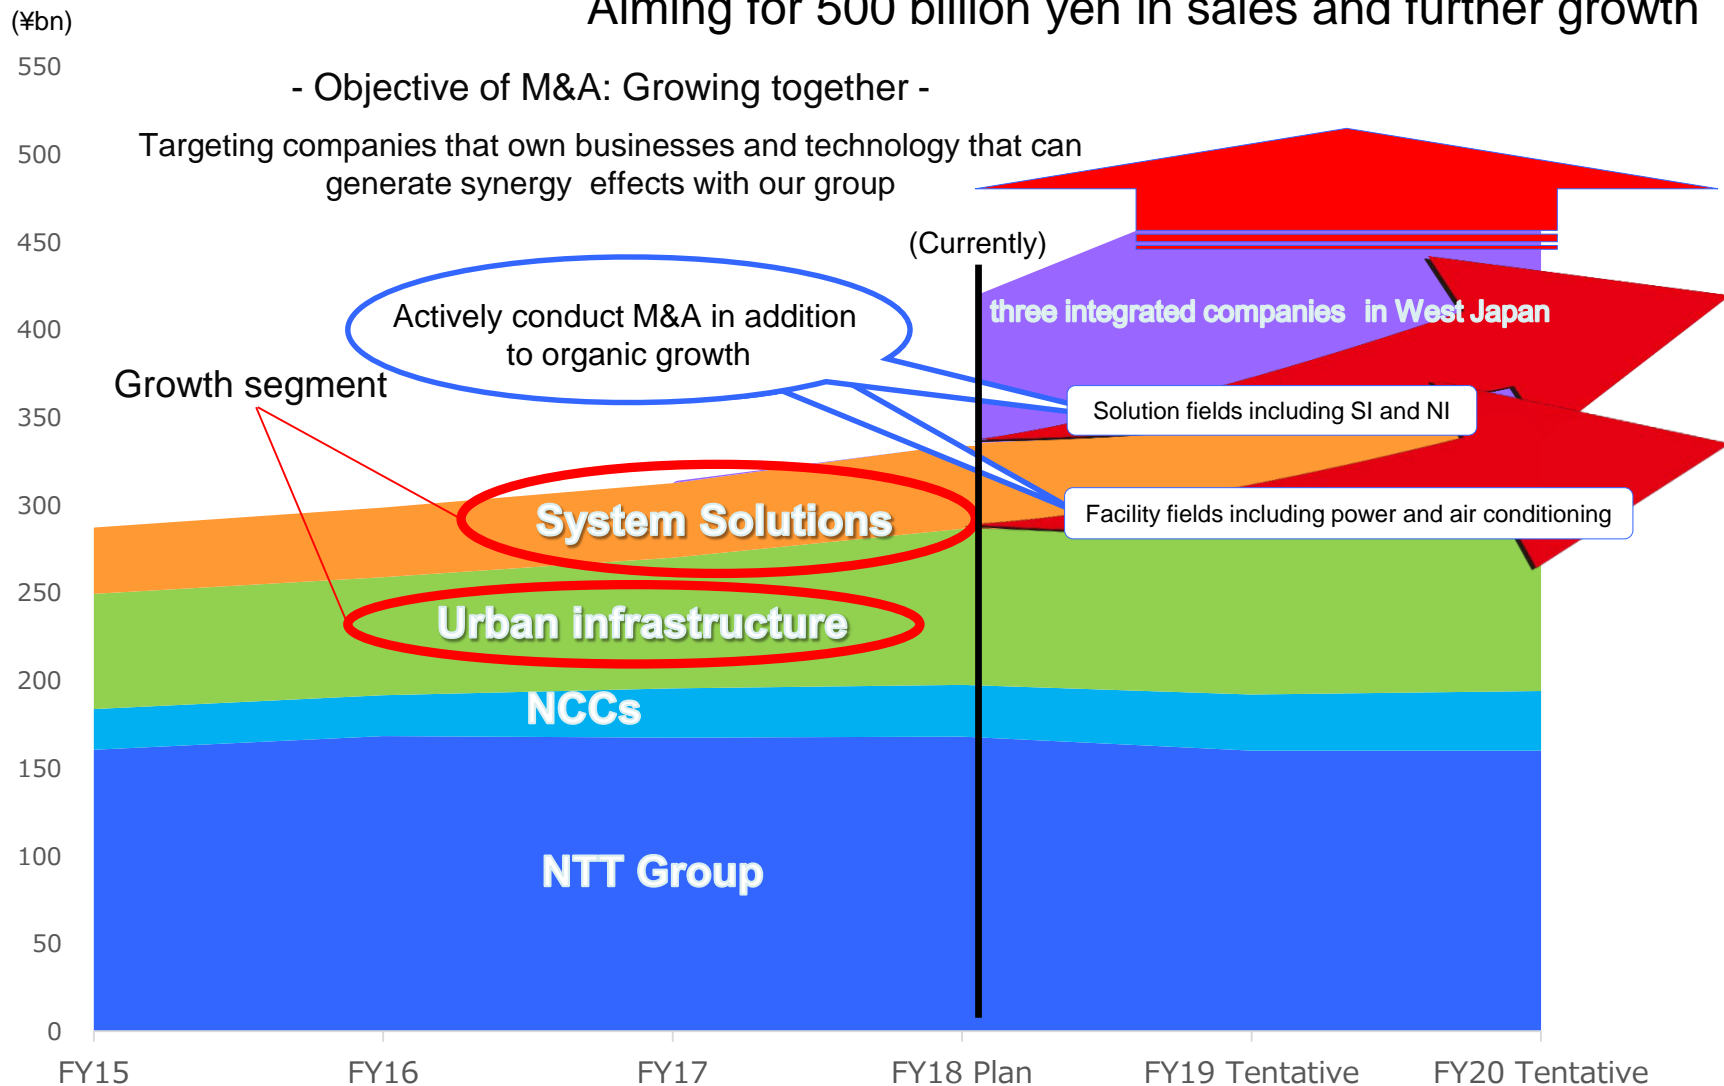 Aiming for 500 billion yen in sales and further growth
(¥bn)
550
- Objective of M&A: Growing together -
Targeting companies that own businesses and technology that can
generate synergy effects with our group
500
450
(Currently)
Actively conduct M&A in addition
to organic growth
three integrated companies in West Japan
400
Growth segment
350
Solution fields including SI and NI
300
System Solutions
Facility fields including power and air conditioning
250
Urban infrastructure
200
NCCs
150
NTT Group
100
50
0
FY15
FY16
FY17
FY18 Plan
FY19 Tentative
FY20 Tentative